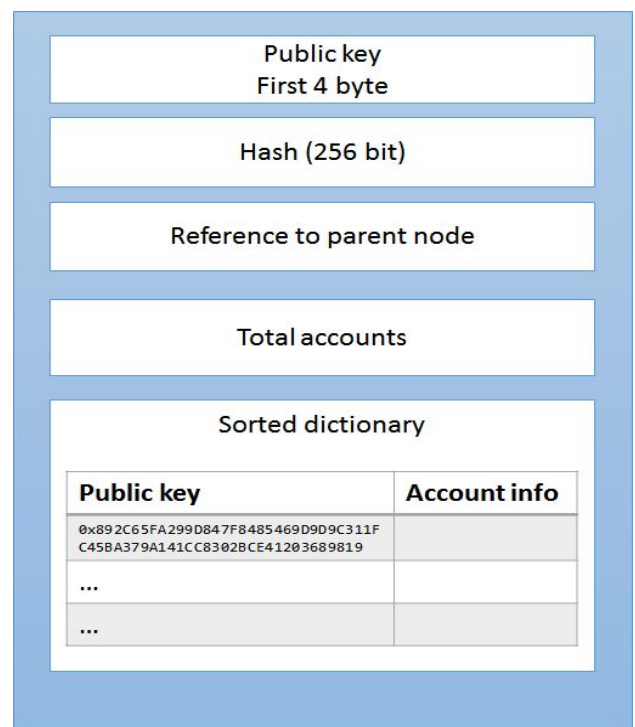 Public key
First 4 byte
Hash (256 bit)
Reference to parent node
Total accounts
Sorted dictionary
Public key Account info
0x892C65FA299D847F8485469D9D9C311F
C45BA379A141CC8302BCE41203689819
...
...